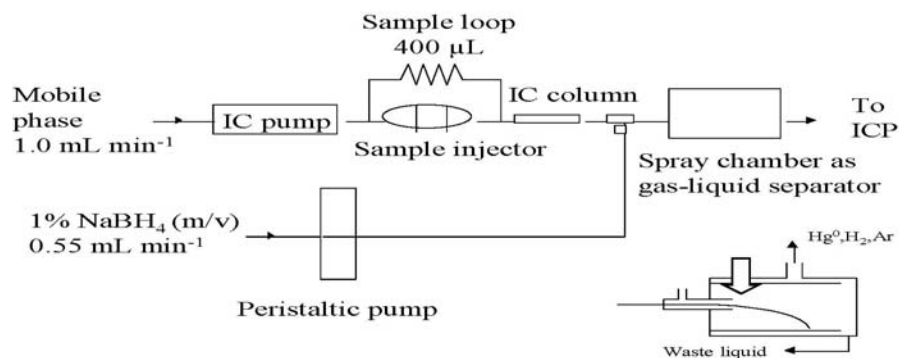 Sample loop
400 µL
Mobile
phase
1.0 mL min⁻¹
IC pump
Sample injector
IC column
To
ICP
Spray chamber as
gas-liquid separator
1% NaBH₄ (m/v)
0.55 mL min⁻¹
Peristaltic pump
Hg⁰,H₂,Ar
Waste liquid